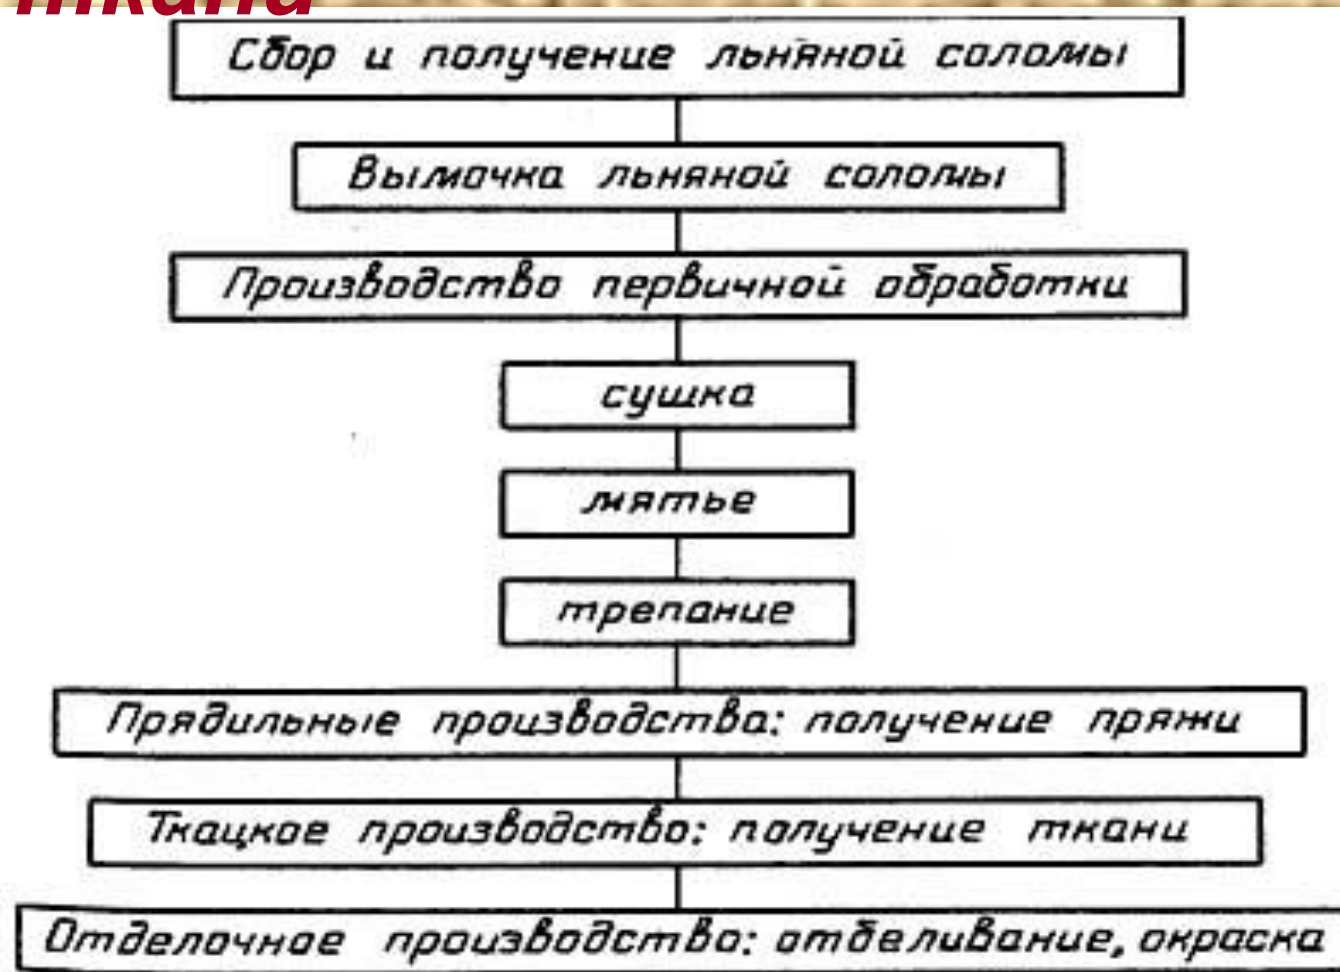 ткани
Сбор и получение льняной соломы
Вымочка льняной соломы
Производство первичной обработки
сушка
мятье
трепание
Прядильные производства: получение пряжи
Ткацкое производство: получение ткани
Отделочное производство: отбеливание, окраска